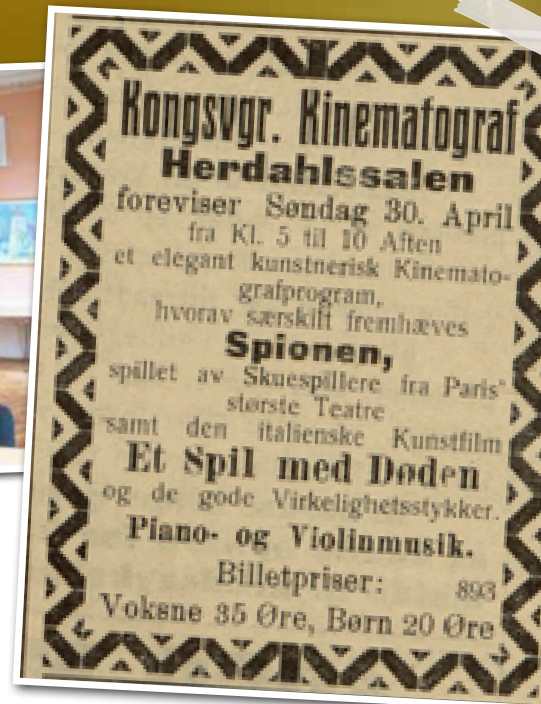 Kongsvgr. Kinematograf
Herdahlssalen
foreviser Søndag 30. April
fra Kl. 5 til 10 Aften
et elegant kunstnerisk Kinemato-
grafprogram,
hvorav særskilt fremhæves
Spionen,
spillet av Skuespillere fra Paris'
største Teatre
samt den italienske Kunstfilm
Et Spil med Døden
og de gode Virkelighetsstykker.
Piano- og Violinmusik.
Billetpriser: 893
Voksne 35 Øre, Børn 20 Øre